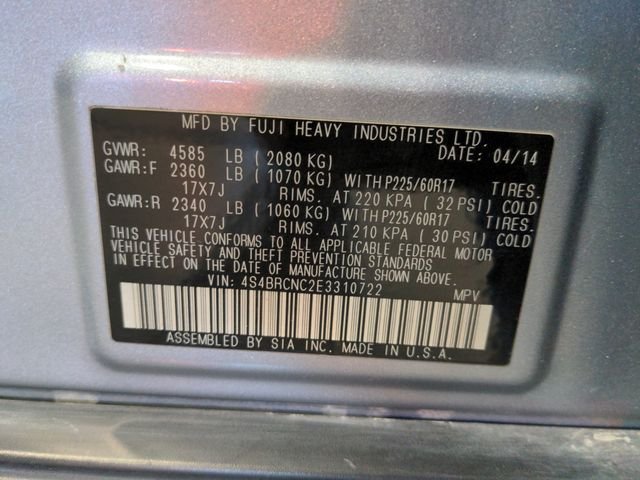 MFD BY FUJI HEAVY INDUSTRIES LTD.
GVWR: 4585 LB ( 2080 KG) DATE: 04/14
GAWR:F 2360 LB ( 1070 KG) WITH P225/60R17 TIRES.
17X7J RIMS. AT 220 KPA ( 32 PSI) COLD
GAWR:R 2340 LB ( 1060 KG) WITH P225/60R17 TIRES.
17X7J RIMS. AT 210 KPA ( 30 PSI) COLD
THIS VEHICLE CONFORMS TO ALL APPLICABLE FEDERAL MOTOR
VEHICLE SAFETY AND THEFT PREVENTION STANDARDS
IN EFFECT ON THE DATE OF MANUFACTURE SHOWN ABOVE.
VIN: 4S4BRCNC2E3310722 MPV
ASSEMBLED BY SIA INC. MADE IN U.S.A.